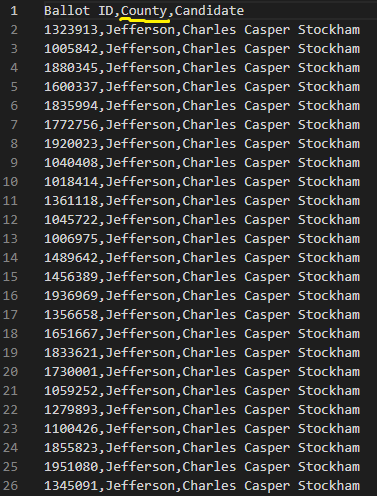 1 Ballot ID,County,Candidate
2 1323913,Jefferson,Charles Casper Stockham
3 1005842,Jefferson,Charles Casper Stockham
4 1880345,Jefferson,Charles Casper Stockham
5 1600337,Jefferson,Charles Casper Stockham
6 1835994,Jefferson,Charles Casper Stockham
7 1772756,Jefferson,Charles Casper Stockham
8 1920023,Jefferson,Charles Casper Stockham
9 1040408,Jefferson,Charles Casper Stockham
10 1018414,Jefferson,Charles Casper Stockham
11 1361118,Jefferson,Charles Casper Stockham
12 1045722,Jefferson,Charles Casper Stockham
13 1006975,Jefferson,Charles Casper Stockham
14 1489642,Jefferson,Charles Casper Stockham
15 1456389,Jefferson,Charles Casper Stockham
16 1936969,Jefferson,Charles Casper Stockham
17 1356658,Jefferson,Charles Casper Stockham
18 1651667,Jefferson,Charles Casper Stockham
19 1833621,Jefferson,Charles Casper Stockham
20 1730001,Jefferson,Charles Casper Stockham
21 1059252,Jefferson,Charles Casper Stockham
22 1279893,Jefferson,Charles Casper Stockham
23 1100426,Jefferson,Charles Casper Stockham
24 1855823,Jefferson,Charles Casper Stockham
25 1951080,Jefferson,Charles Casper Stockham
26 1345091,Jefferson,Charles Casper Stockham